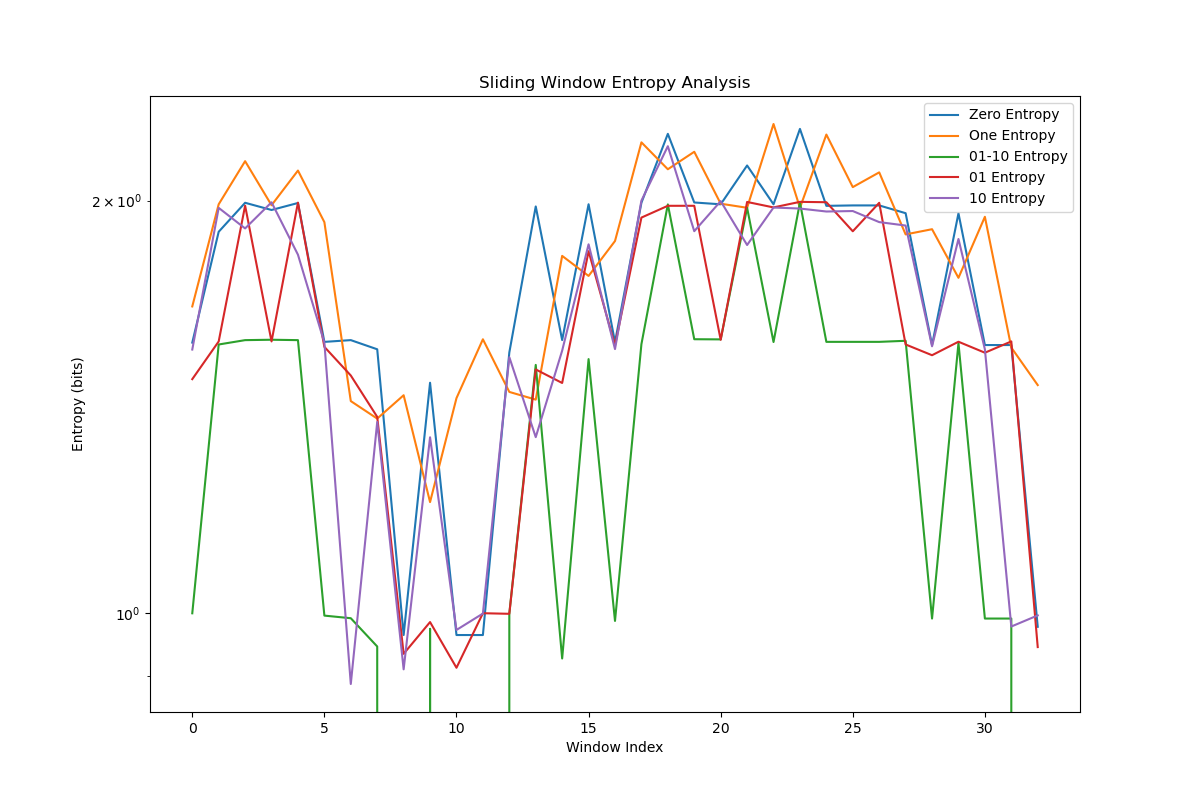 Sliding Window Entropy Analysis
Zero Entropy
One Entropy
01-10 Entropy
01 Entropy
10 Entropy
2 × 10⁰
10⁰
Entropy (bits)
0 5 10 15 20 25 30
Window Index